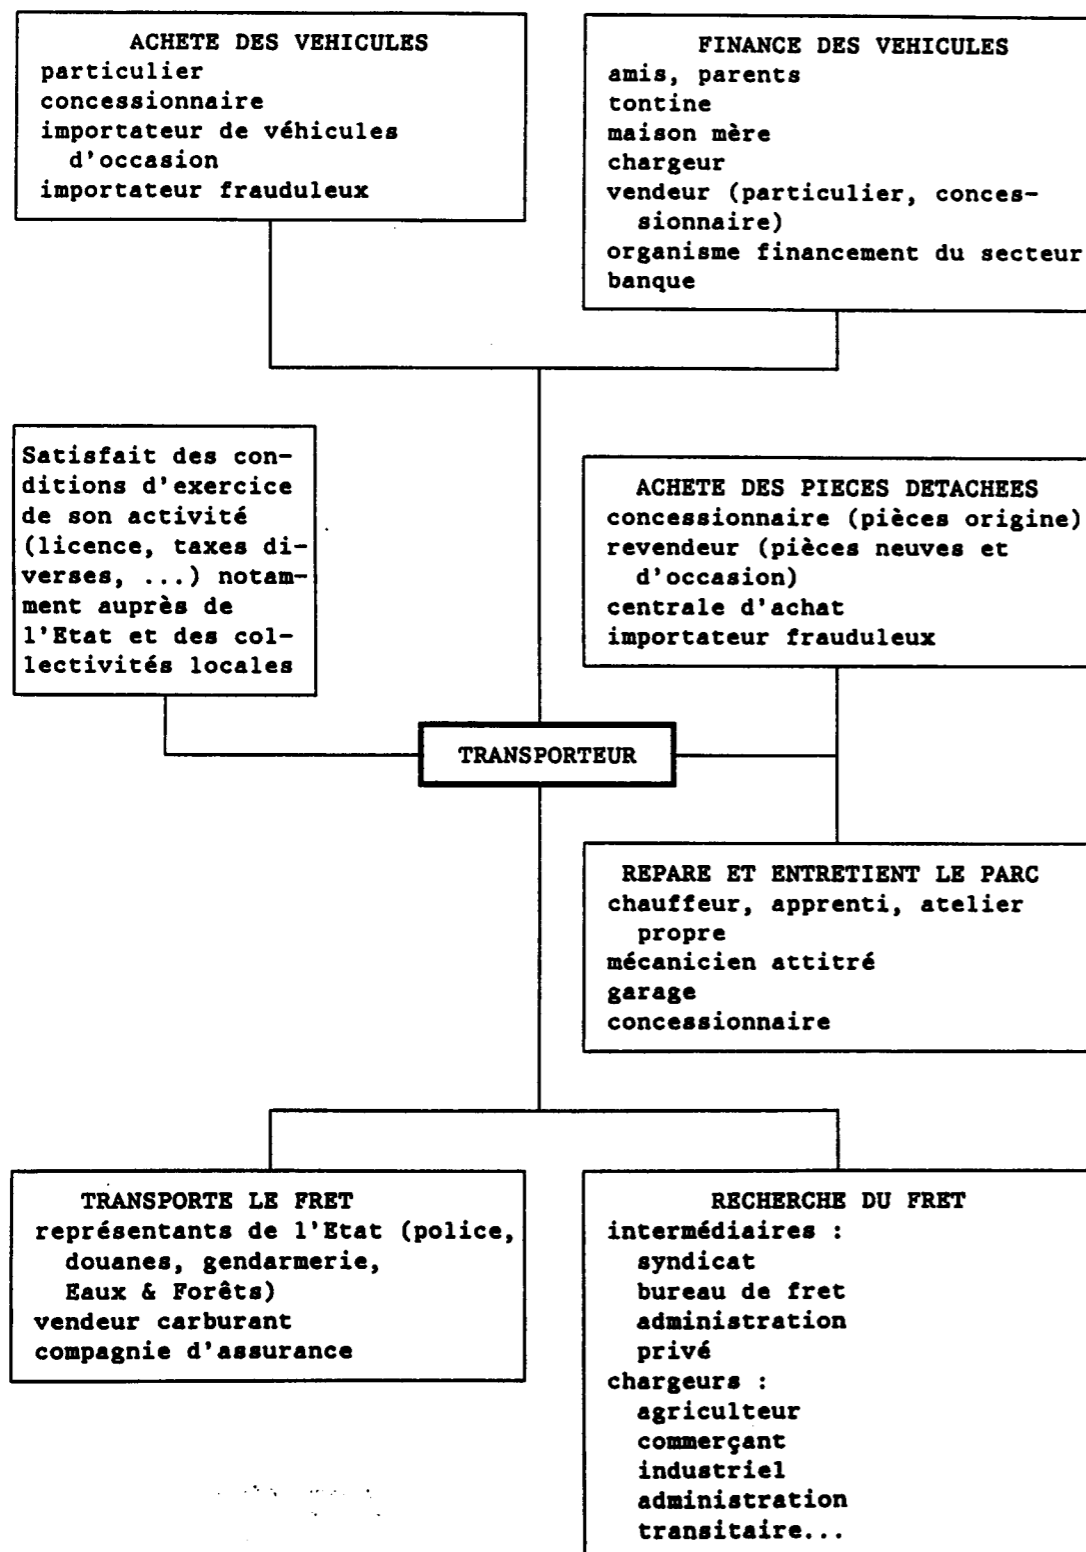 ACHETE DES VEHICULES
particulier
concessionnaire
importateur de véhicules
d'occasion
importateur frauduleux
FINANCE DES VEHICULES
amis, parents
tontine
maison mère
chargeur
vendeur (particulier, conces-
sionnaire)
organisme financement du secteur
banque
Satisfait des con-
ditions d'exercice
de son activité
(licence, taxes di-
verses, ...) notam-
ment auprès de
l'Etat et des col-
lectivités locales
ACHETE DES PIECES DETACHEES
concessionnaire (pièces origine)
revendeur (pièces neuves et
d'occasion)
centrale d'achat
importateur frauduleux
TRANSPORTEUR
REPARE ET ENTRETIENT LE PARC
chauffeur, apprenti, atelier
propre
mécanicien attitré
garage
concessionnaire
TRANSPORTE LE FRET
représentants de l'Etat (police,
douanes, gendarmerie,
Eaux & Forêts)
vendeur carburant
compagnie d'assurance
RECHERCHE DU FRET
intermédiaires :
syndicat
bureau de fret
administration
privé
chargeurs :
agriculteur
commerçant
industriel
administration
transitaire...